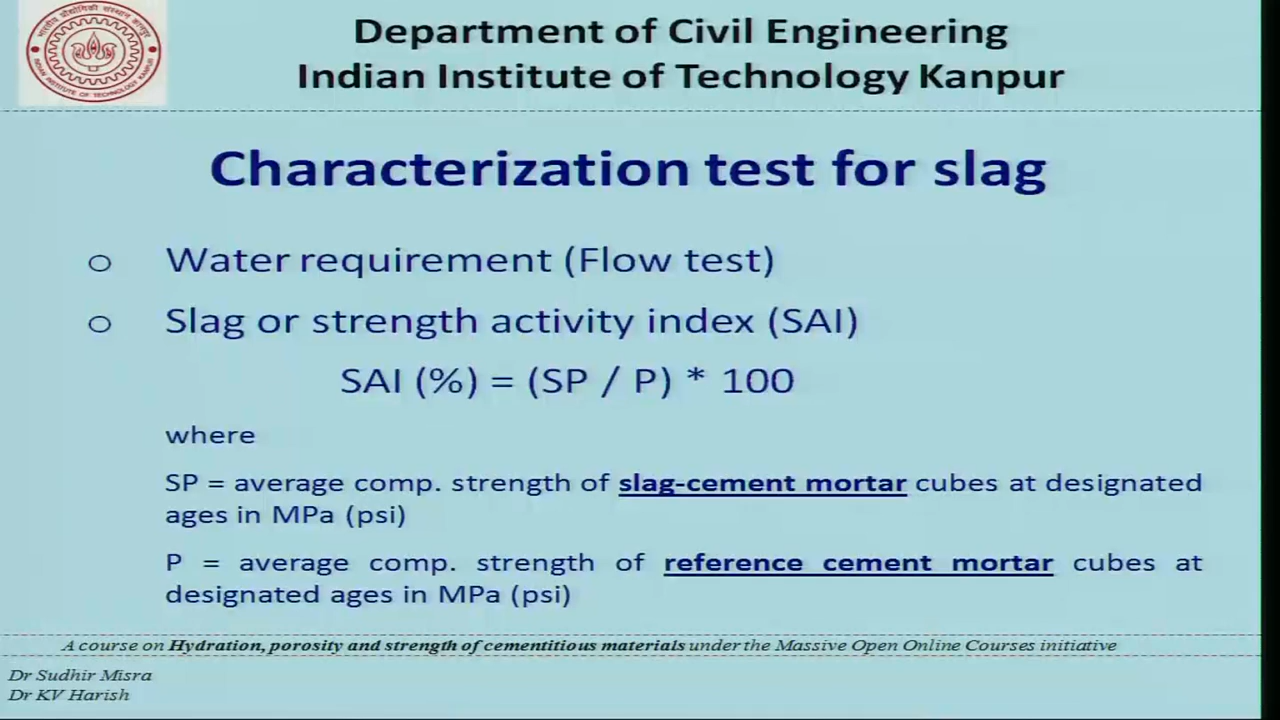 Department of Civil Engineering
Indian Institute of Technology Kanpur
Characterization test for slag
o Water requirement (Flow test)
o Slag or strength activity index (SAI)
SAI (%) = (SP / P) * 100
where
SP = average comp. strength of slag-cement mortar cubes at designated
ages in MPa (psi)
P = average comp. strength of reference cement mortar cubes at
designated ages in MPa (psi)
A course on Hydration, porosity and strength of cementitious materials under the Massive Open Online Courses initiative
Dr Sudhir Misra
Dr KV Harish